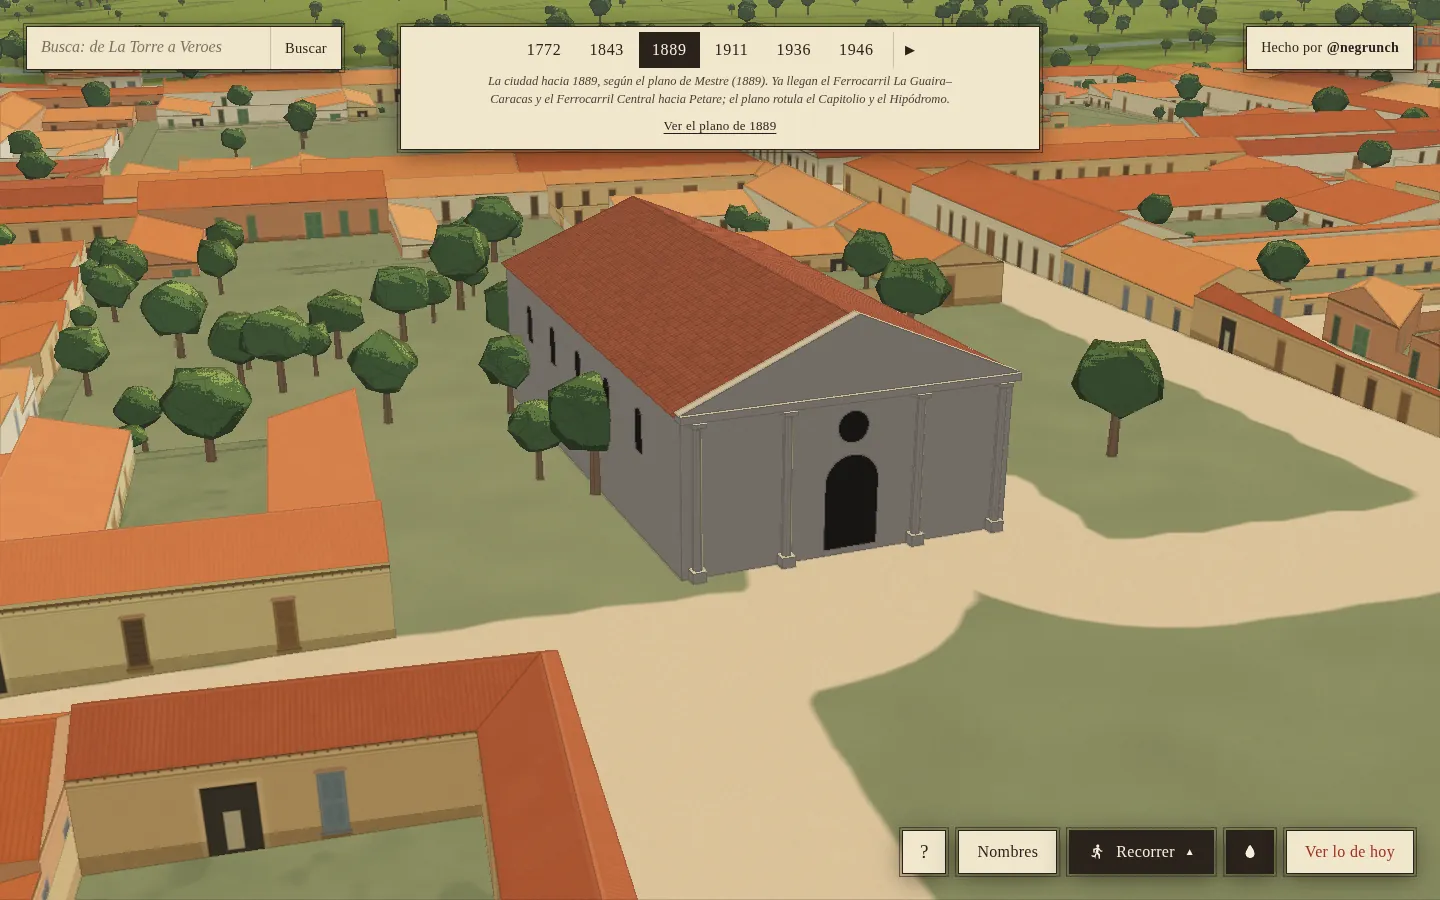 Busca: de La Torre a Veroes
Buscar
1772 1843 1889 1911 1936 1946 ▶
La ciudad hacia 1889, según el plano de Mestre (1889). Ya llegan el Ferrocarril La Guaira–
Caracas y el Ferrocarril Central hacia Petare; el plano rotula el Capitolio y el Hipódromo.
Ver el plano de 1889
Hecho por @negrunch
?
Nombres
Recorrer ▲
Ver lo de hoy